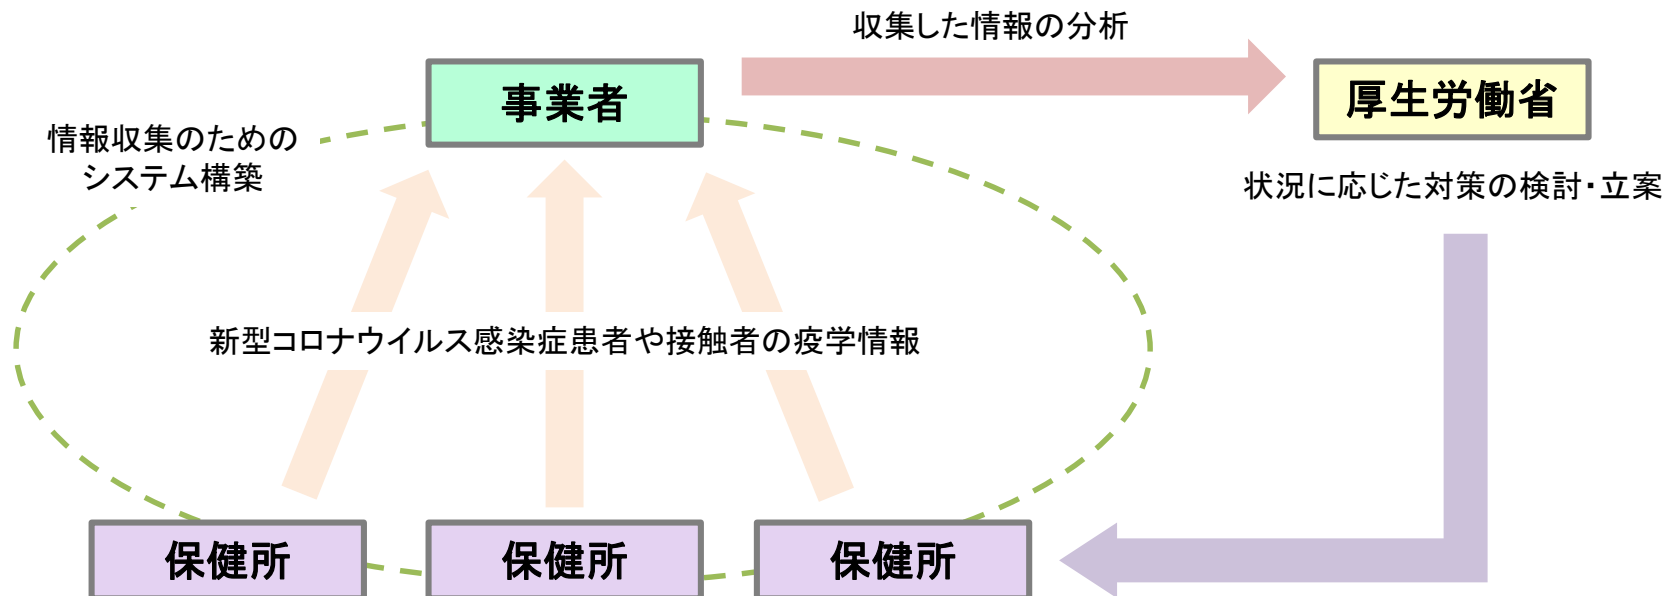 収集した情報の分析
事業者
厚生労働省
情報収集のための
システム構築
状況に応じた対策の検討・立案
新型コロナウイルス感染症患者や接触者の疫学情報
保健所
保健所
保健所